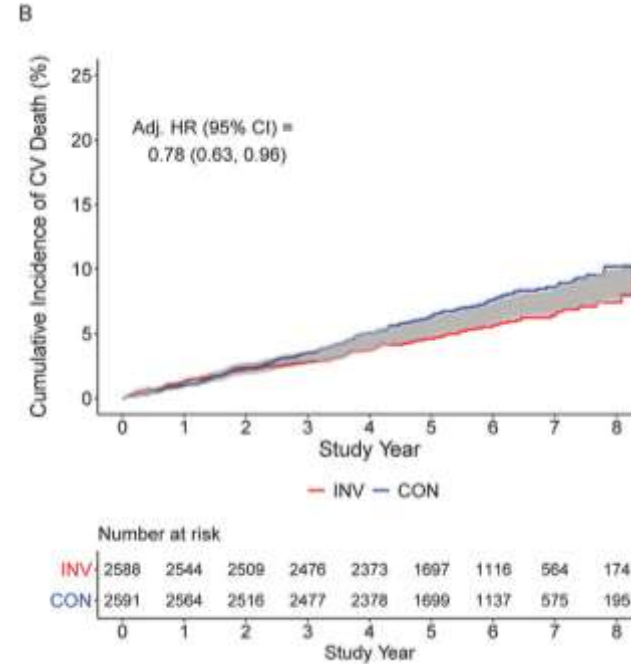 B
Cumulative Incidence of CV Death (%)
25
20
15
10
5
0
Adj. HR (95% CI) =
0.78 (0.63, 0.96)
0 1 2 3 4 5 6 7 8
Study Year
INV CON
Number at risk
INV 2588 2544 2509 2476 2373 1697 1116 564 174
CON 2591 2564 2516 2477 2378 1699 1137 575 195
0 1 2 3 4 5 6 7 8
Study Year